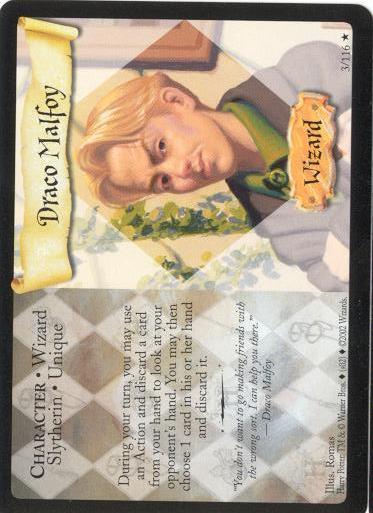 Draco Malfoy
Wizard
3/116 ★
CHARACTER • Wizard
Slytherin • Unique
During your turn, you may use
an Action and discard a card
from your hand to look at your
opponent's hand. You may then
choose 1 card in his or her hand
and discard it.
"You don't want to go making friends with
the wrong sort. I can help you there."
—Draco Malfoy
Illus. Romas
Harry Potter, TM & © Warner Bros. ◆ (s02) ◆ ©2002 Wizards.